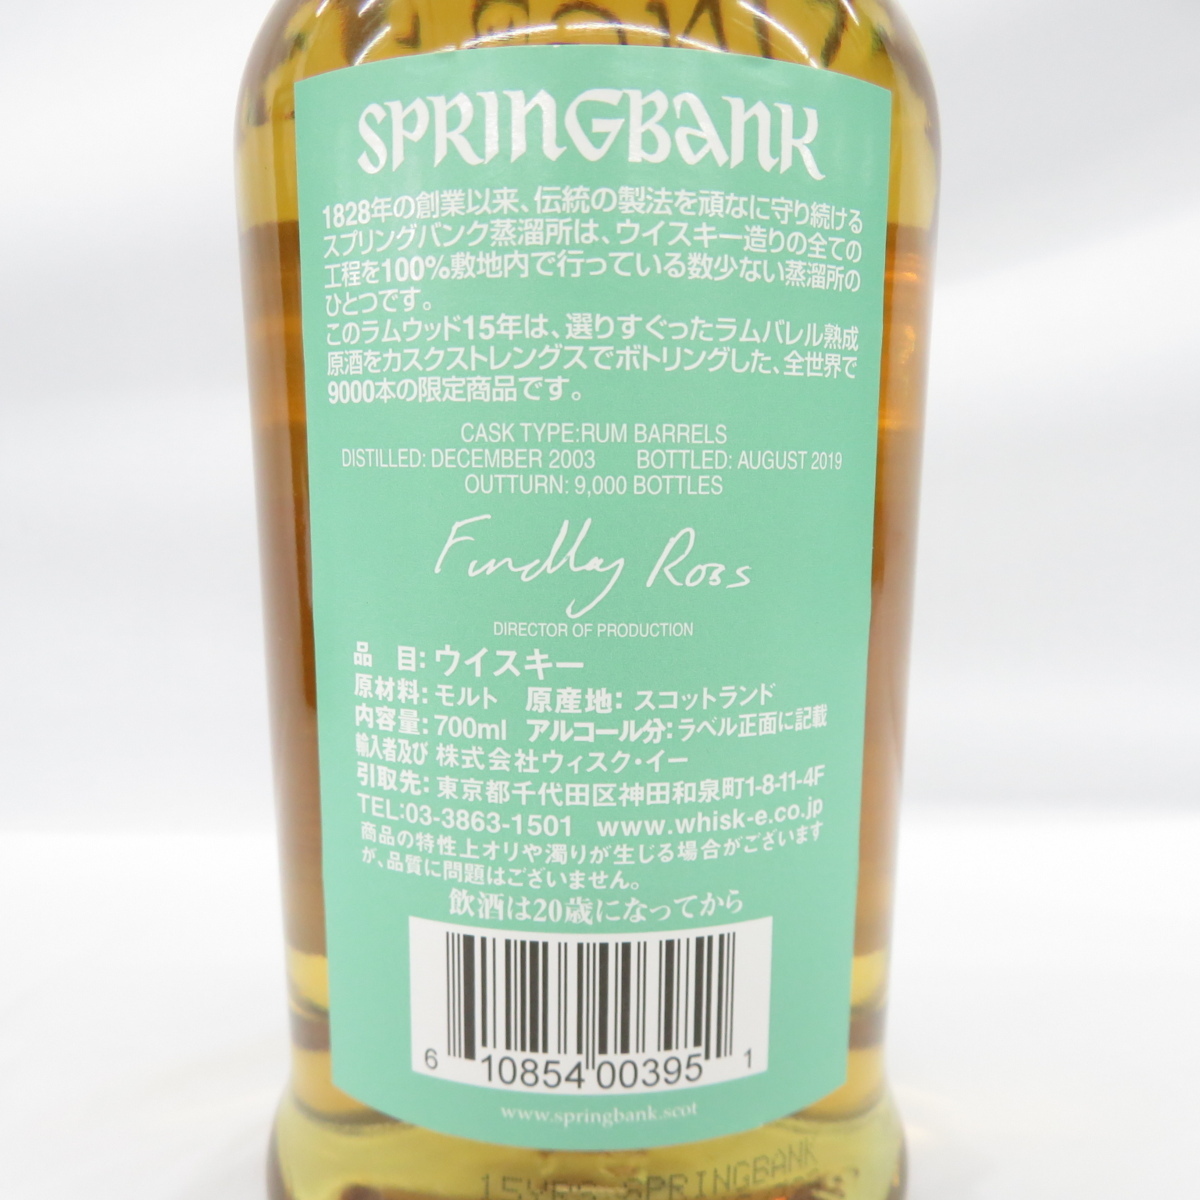 SPRINGBANK
1828年の創業以来、伝統の製法を頑なに守り続ける
スプリングバンク蒸溜所は、ウイスキー造りの全ての
工程を100%敷地内で行っている数少ない蒸溜所の
ひとつです。
このラムウッド15年は、選りすぐったラムバレル熟成
原酒をカスクストレングスでボトリングした、全世界で
9000本の限定商品です。
CASK TYPE:RUM BARRELS
DISTILLED: DECEMBER 2003 BOTTLED: AUGUST 2019
OUTTURN: 9,000 BOTTLES
Findlay Ross
DIRECTOR OF PRODUCTION
品 目: ウイスキー
原材料: モルト 原産地: スコットランド
内容量: 700ml アルコール分: ラベル正面に記載
輸入者及び 株式会社ウィスク・イー
引取先: 東京都千代田区神田和泉町1-8-11-4F
TEL:03-3863-1501 www.whisk-e.co.jp
商品の特性上オリや濁りが生じる場合がございます
が、品質に問題はございません。
飲酒は20歳になってから
6 10854 00395 1
www.springbank.scot
15YRS SPRINGBANK